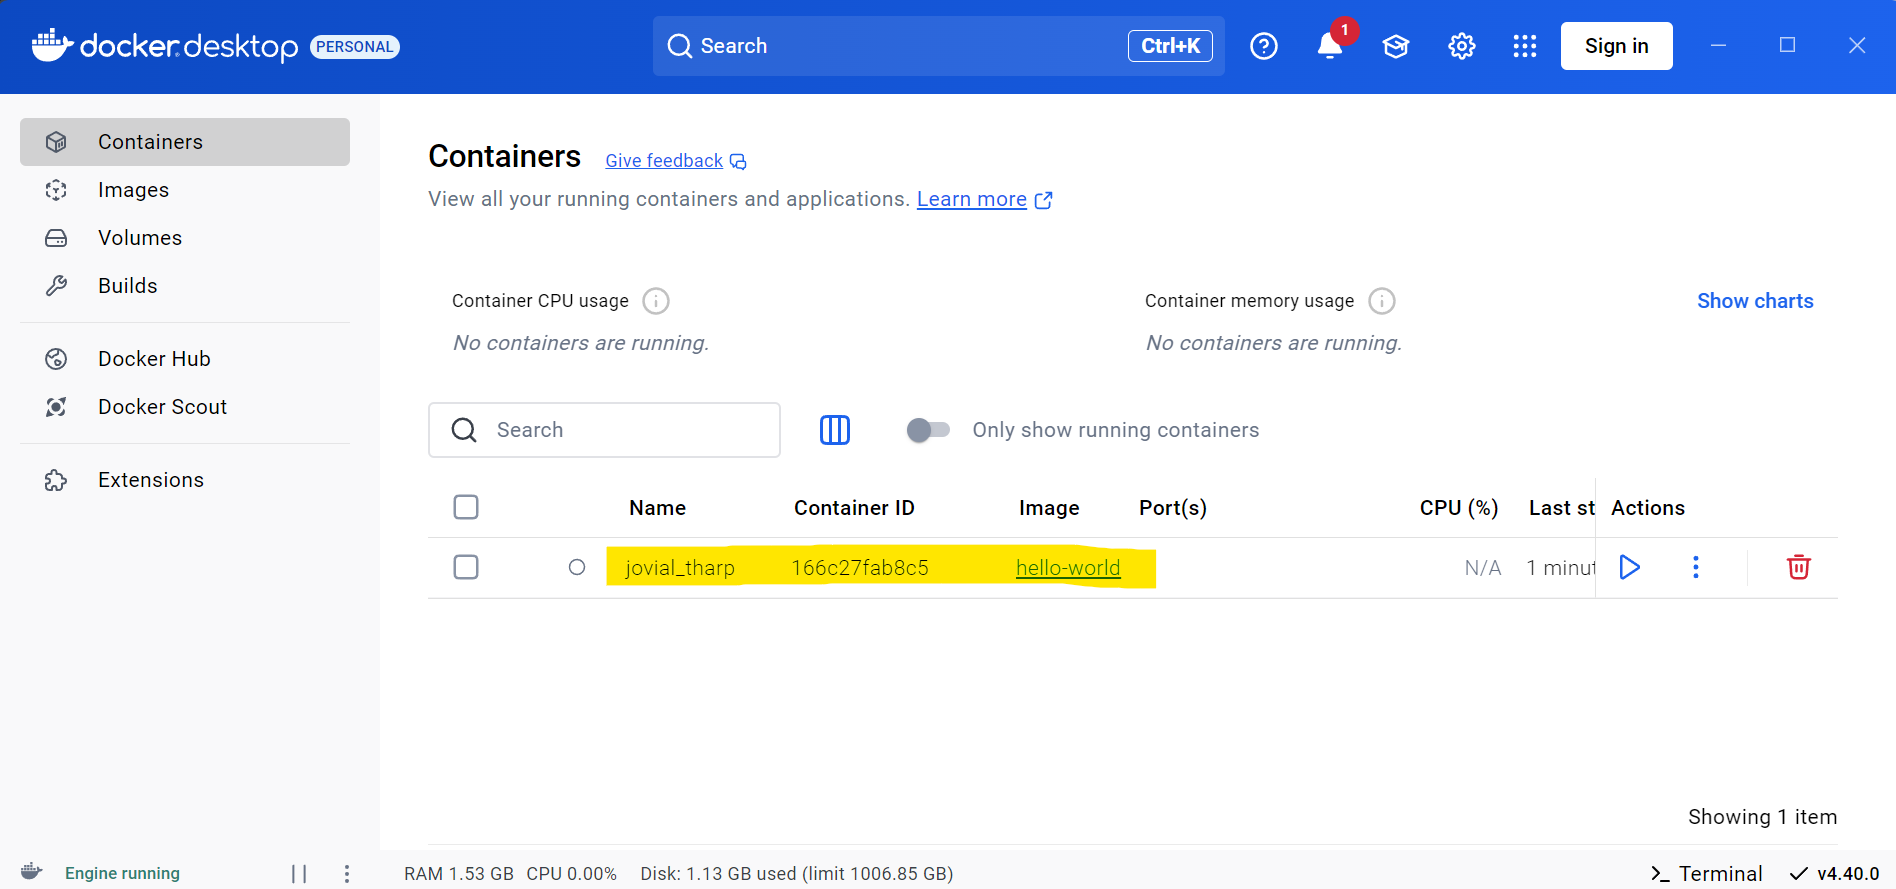 docker desktop PERSONAL
Search Ctrl+K
1
Sign in
Containers
Images
Volumes
Builds
Docker Hub
Docker Scout
Extensions
Containers Give feedback
View all your running containers and applications. Learn more
Container CPU usage
No containers are running.
Container memory usage
No containers are running.
Show charts
Search
Only show running containers
Name Container ID Image Port(s) CPU (%) Last st Actions
jovial_tharp 166c27fab8c5 hello-world N/A 1 minut
Showing 1 item
Engine running RAM 1.53 GB CPU 0.00% Disk: 1.13 GB used (limit 1006.85 GB) Terminal v4.40.0